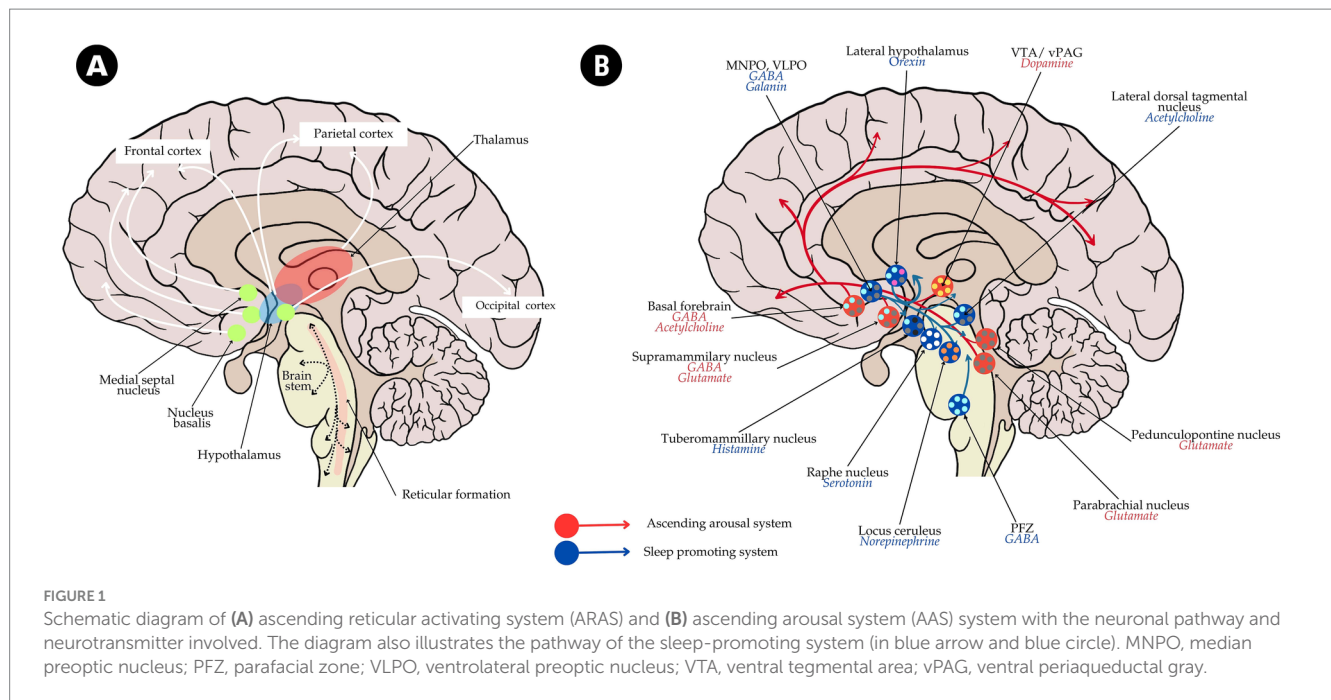 A
Parietal cortex
Frontal cortex
Thalamus
Occipital cortex
Medial septal
nucleus
Nucleus
basalis
Brain
stem
Hypothalamus
Reticular formation
B
Lateral hypothalamus
Orexin
VTA/ vPAG
Dopamine
MNPO, VLPO
GABA
Galanin
Lateral dorsal tagmental
nucleus
Acetylcholine
Basal forebrain
GABA
Acetylcholine
Supramammilary nucleus
GABA
Glutamate
Tuberomammillary nucleus
Histamine
Raphe nucleus
Serotonin
Locus ceruleus
Norepinephrine
PFZ
GABA
Pedunculopontine nucleus
Glutamate
Parabrachial nucleus
Glutamate
Ascending arousal system
Sleep promoting system
FIGURE 1
Schematic diagram of (A) ascending reticular activating system (ARAS) and (B) ascending arousal system (AAS) system with the neuronal pathway and
neurotransmitter involved. The diagram also illustrates the pathway of the sleep-promoting system (in blue arrow and blue circle). MNPO, median
preoptic nucleus; PFZ, parafacial zone; VLPO, ventrolateral preoptic nucleus; VTA, ventral tegmental area; vPAG, ventral periaqueductal gray.